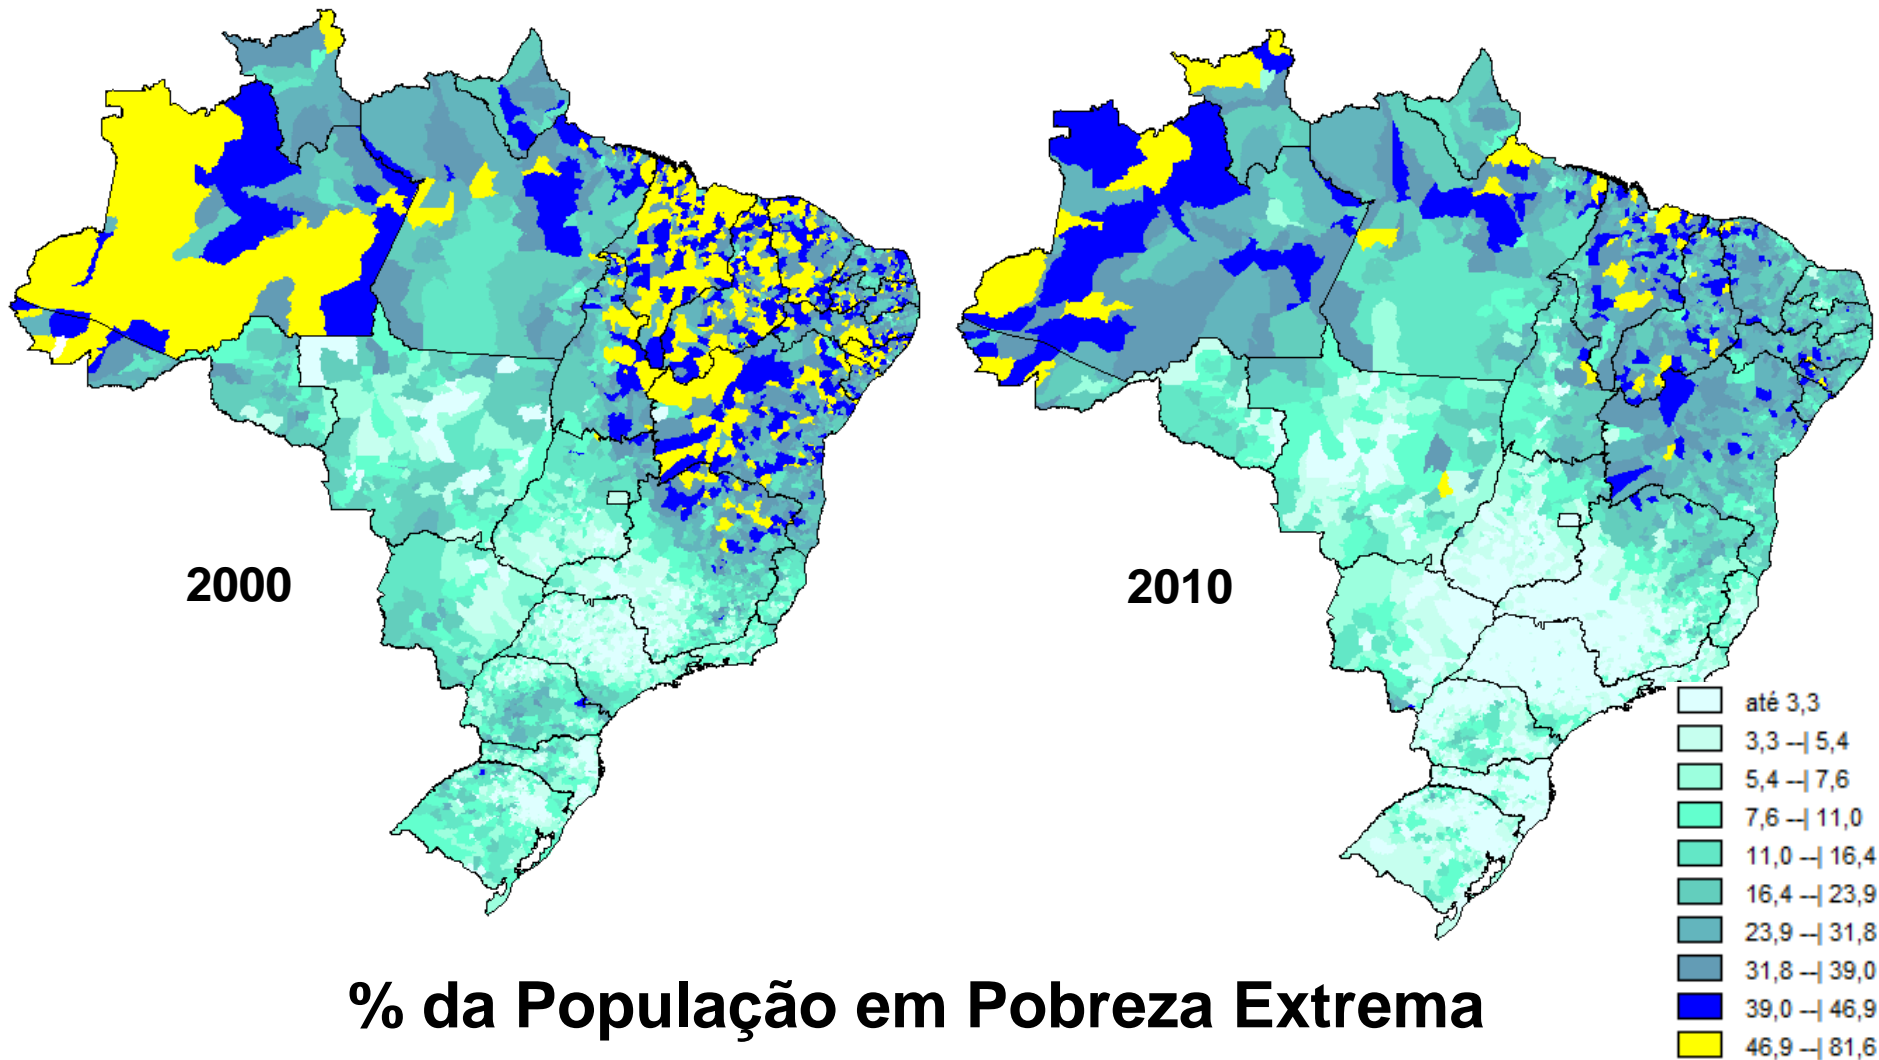 2000
2010
até 3,3
3,3 --| 5,4
5,4 --| 7,6
7,6 --| 11,0
11,0 --| 16,4
16,4 --| 23,9
23,9 --| 31,8
31,8 --| 39,0
39,0 --| 46,9
46,9 --| 81,6
% da População em Pobreza Extrema